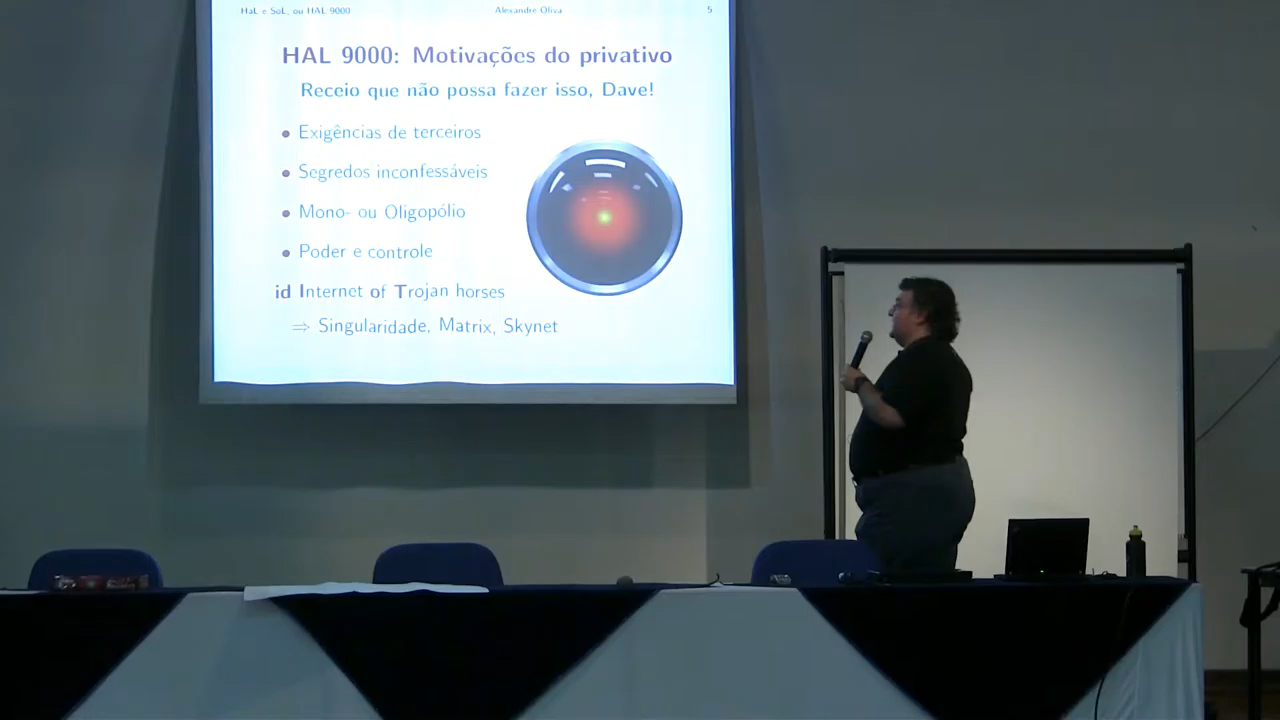 HaL e SoL, ou HAL 9000
Alexandre Oliva
5
HAL 9000: Motivações do privativo
Receio que não possa fazer isso, Dave!
Exigências de terceiros
Segredos inconfessáveis
Mono- ou Oligopólio
Poder e controle
id Internet of Trojan horses
⇒ Singularidade, Matrix, Skynet